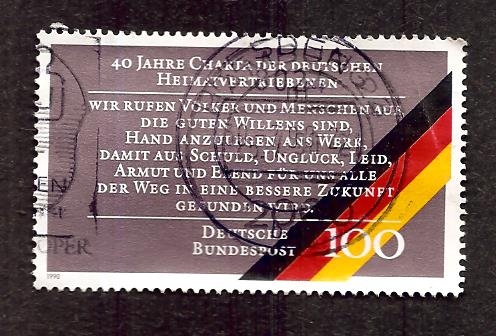 40 JAHRE CHARTA DER DEUTSCHEN
HEIMATVERTRIEBENEN
WIR RUFEN VÖLKER UND MENSCHEN AUF,
DIE GUTEN WILLENS SIND,
HAND ANZULEGEN ANS WERK,
DAMIT AUS SCHULD, UNGLÜCK, LEID,
ARMUT UND ELEND FÜR UNS ALLE
DER WEG IN EINE BESSERE ZUKUNFT
GEFUNDEN WIRD.
DEUTSCHE
BUNDESPOST 100
1990
OPER